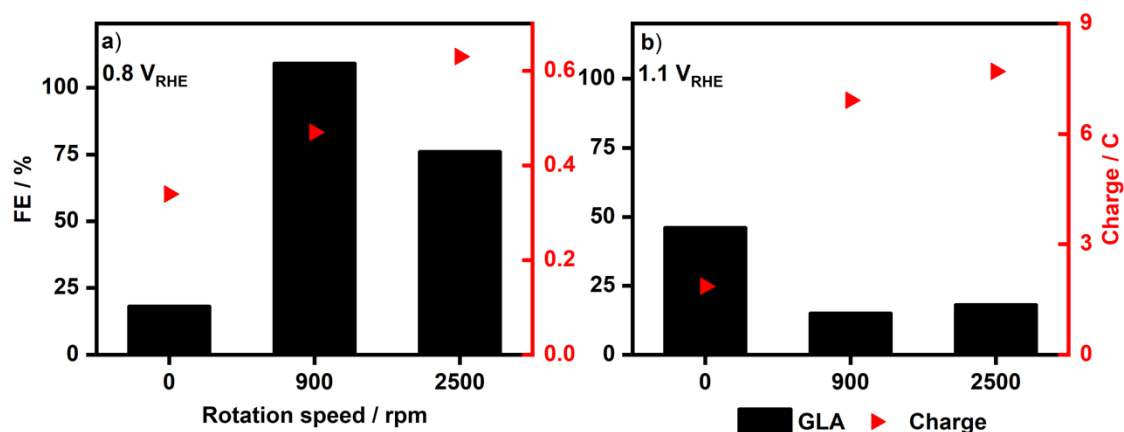 a)
0.8 V_RHE
FE / %
100
75
50
25
0
0.6
0.4
0.2
0.0
0 900 2500
Rotation speed / rpm
b)
1.1 V_RHE
100
75
50
25
0
9
6
3
0
Charge / C
0 900 2500
GLA Charge